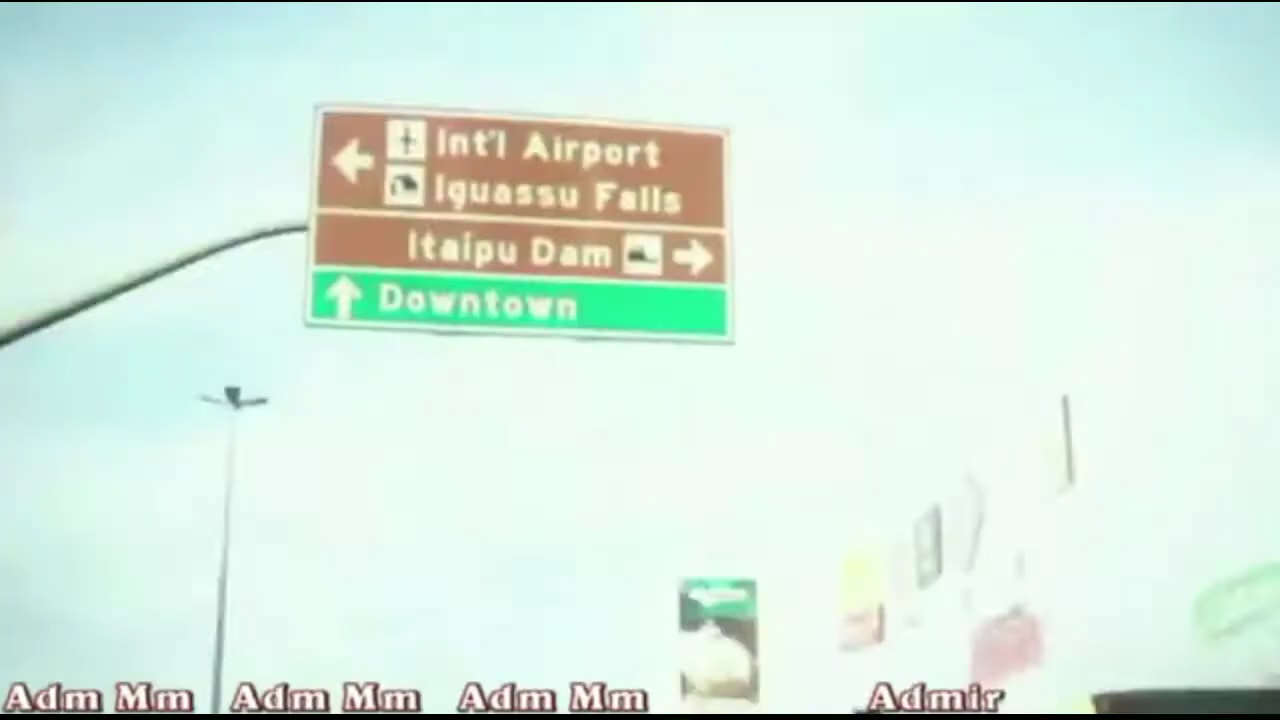 Int'l Airport
Iguassu Falls
Itaipu Dam
Downtown
Adm Mm Adm Mm Adm Mm Admir